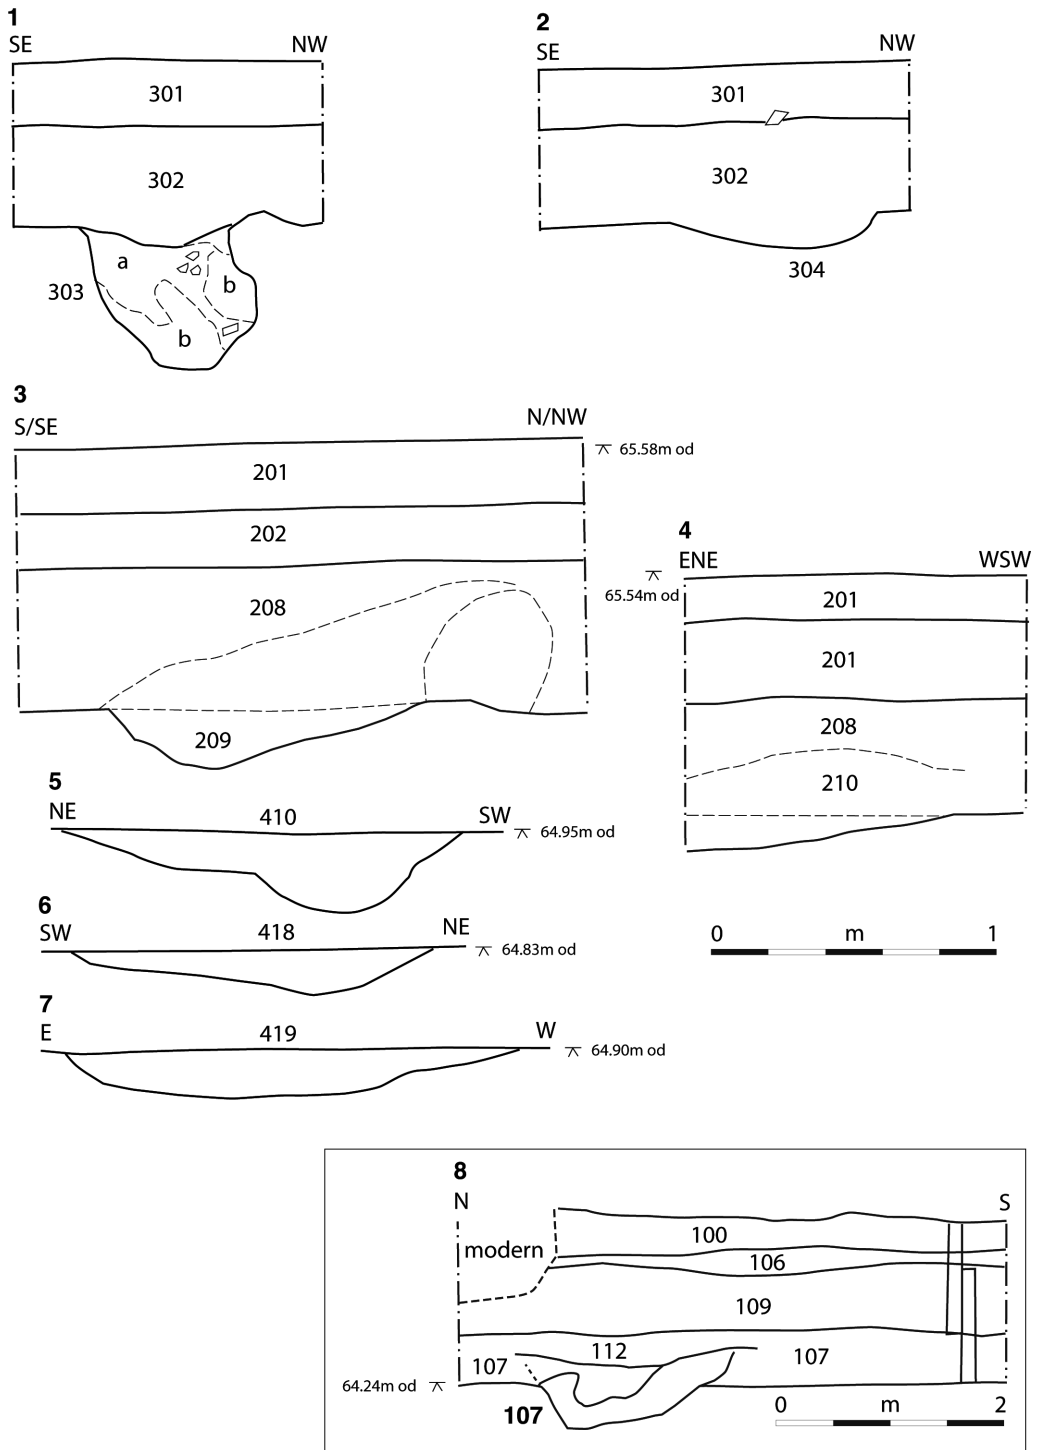 1
SE NW
301
302
a
b
303
b
2
SE NW
301
302
304
3
S/SE N/NW
65.58m od
201
202
208
209
4
ENE WSW
65.54m od
201
201
208
210
5
NE 410 SW
64.95m od
0 m 1
6
SW 418 NE
64.83m od
7
E 419 W
64.90m od
8
N S
100
modern
106
109
112
107 107
64.24m od
107
0 m 2